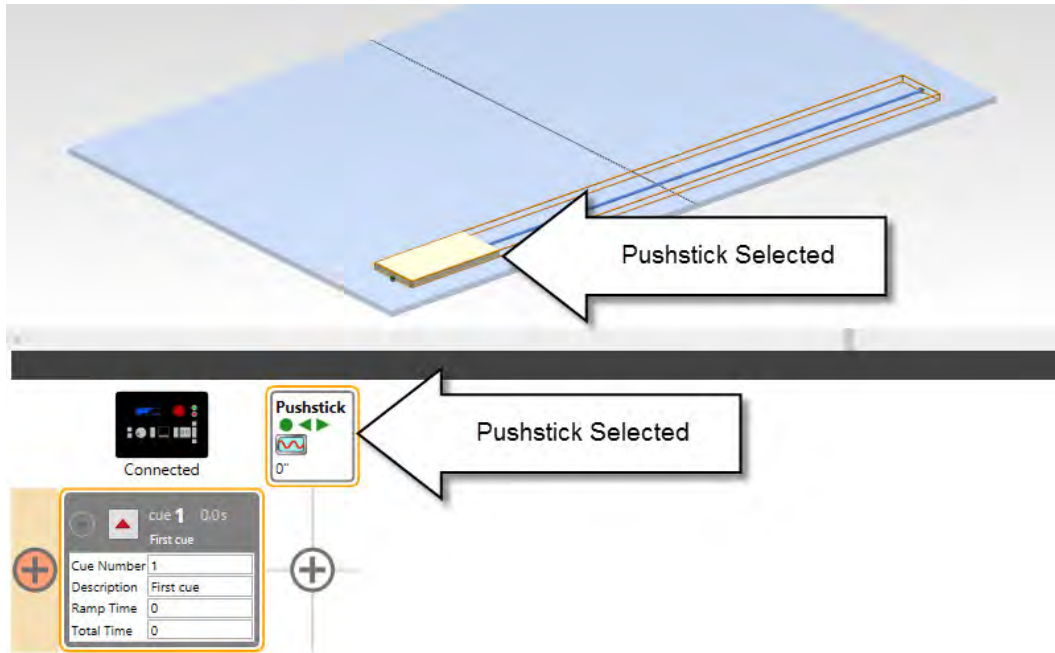 Pushstick Selected
Pushstick
0"
Pushstick Selected
Connected
cue 1 0.0s
First cue
Cue Number 1
Description First cue
Ramp Time 0
Total Time 0